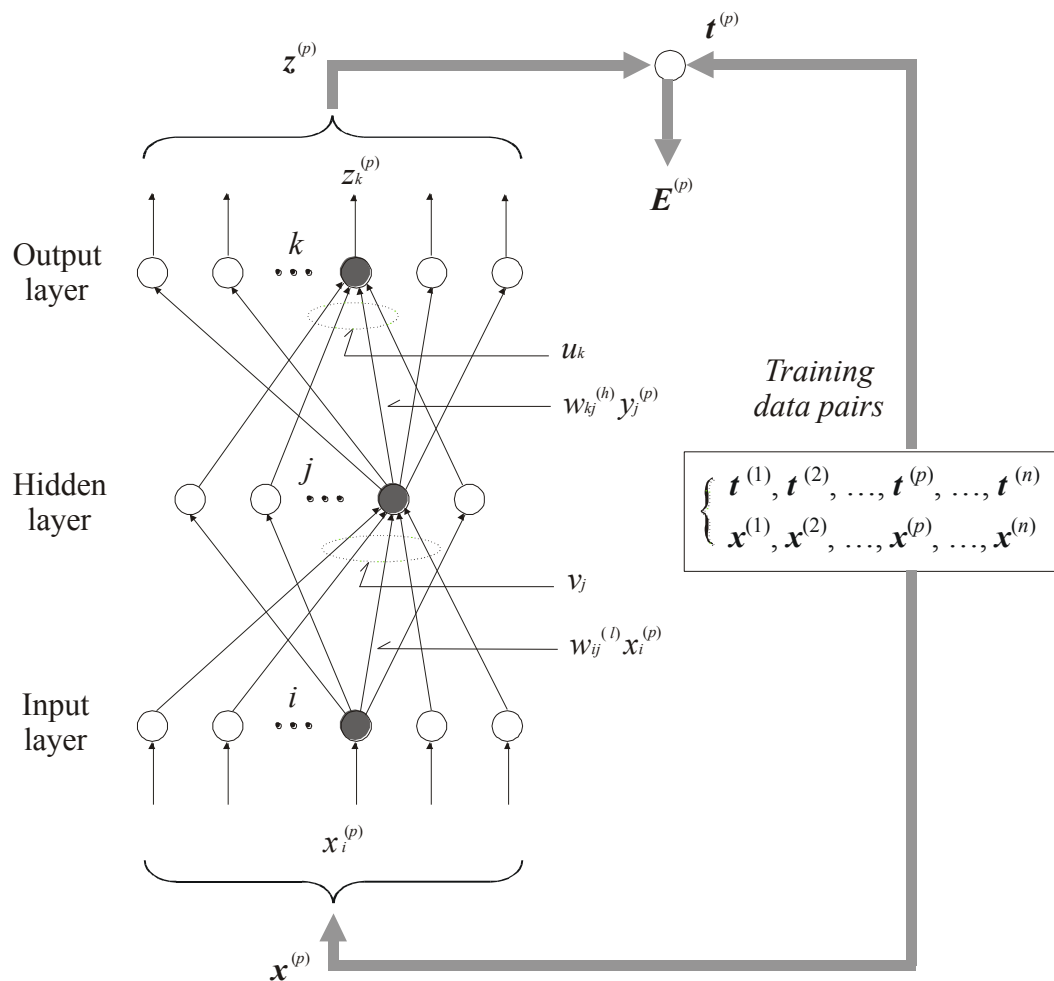 t^(p)
z^(p)
z_k^(p)
E^(p)
k
Output
layer
u_k
Training
data pairs
w_kj^(h) y_j^(p)
j
Hidden
layer
t^(1), t^(2), …, t^(p), …, t^(n)
x^(1), x^(2), …, x^(p), …, x^(n)
v_j
w_ij^(l) x_i^(p)
i
Input
layer
x_i^(p)
x^(p)